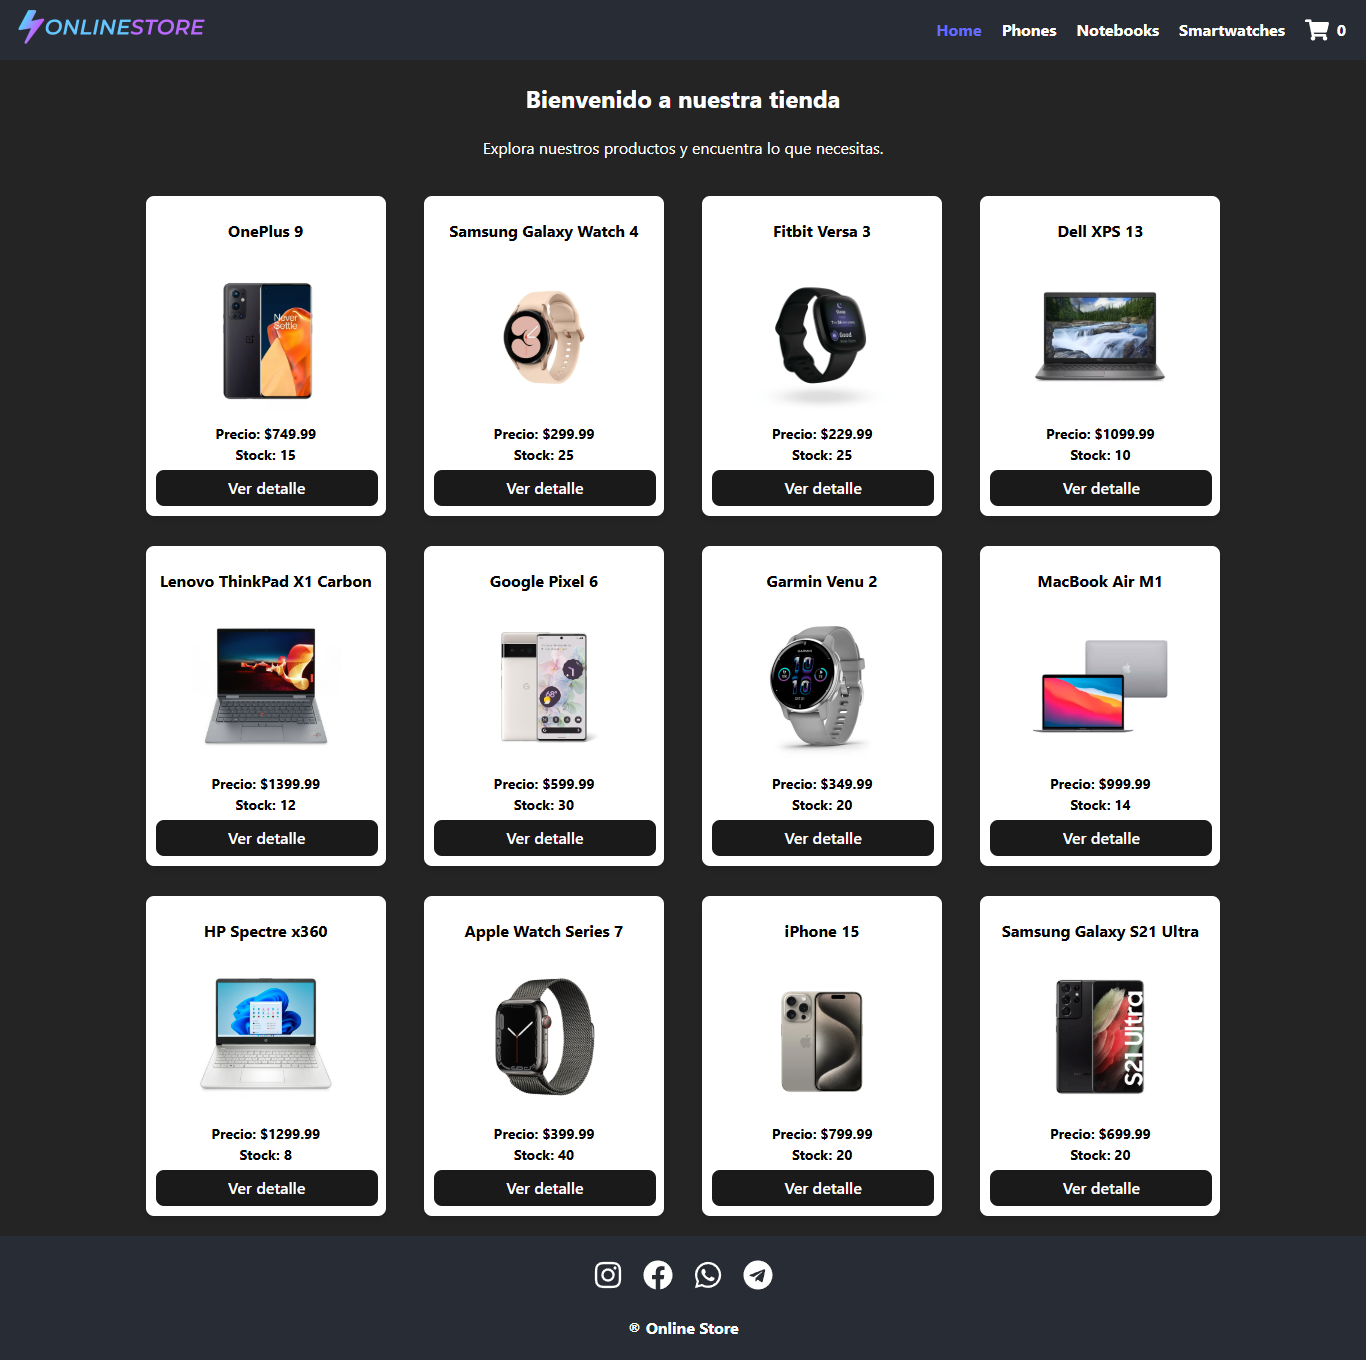 ONLINESTORE
Home Phones Notebooks Smartwatches 0
Bienvenido a nuestra tienda
Explora nuestros productos y encuentra lo que necesitas.
OnePlus 9
Never
Settle
Precio: $749.99
Stock: 15
Ver detalle
Samsung Galaxy Watch 4
Precio: $299.99
Stock: 25
Ver detalle
Fitbit Versa 3
Good
Precio: $229.99
Stock: 25
Ver detalle
Dell XPS 13
Precio: $1099.99
Stock: 10
Ver detalle
Lenovo ThinkPad X1 Carbon
Precio: $1399.99
Stock: 12
Ver detalle
Google Pixel 6
68°
Precio: $599.99
Stock: 30
Ver detalle
Garmin Venu 2
GARMIN
10
10
Precio: $349.99
Stock: 20
Ver detalle
MacBook Air M1
Precio: $999.99
Stock: 14
Ver detalle
HP Spectre x360
Precio: $1299.99
Stock: 8
Ver detalle
Apple Watch Series 7
Precio: $399.99
Stock: 40
Ver detalle
iPhone 15
Precio: $799.99
Stock: 20
Ver detalle
Samsung Galaxy S21 Ultra
S21 Ultra
Precio: $699.99
Stock: 20
Ver detalle
® Online Store